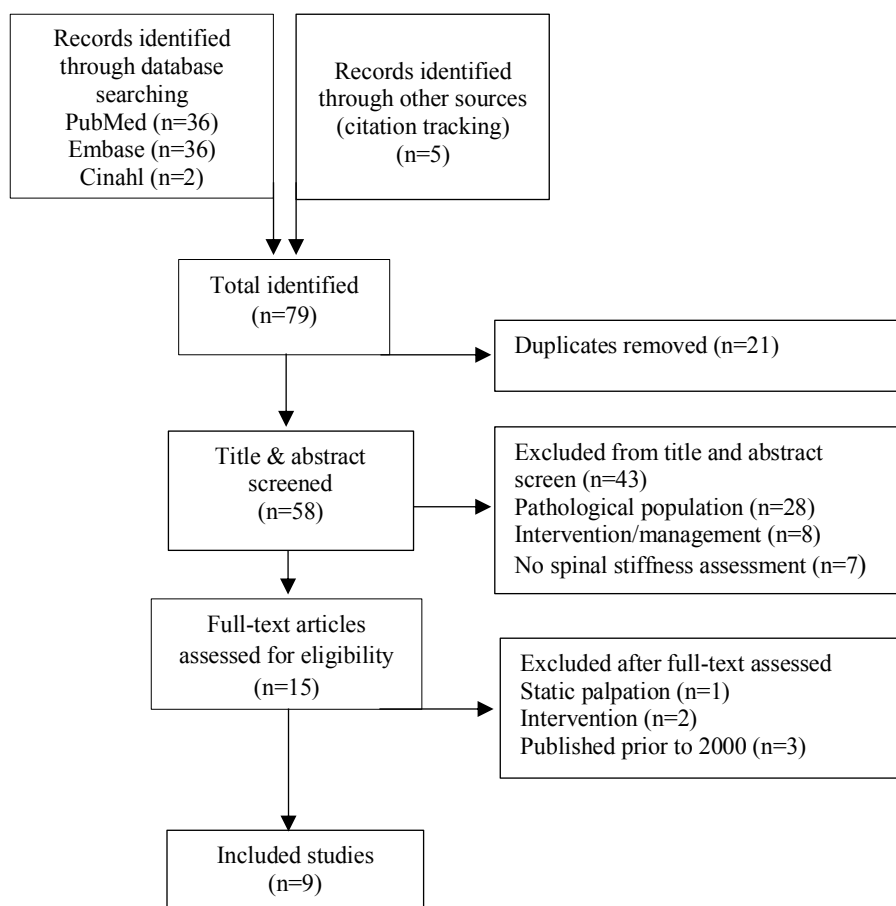 Records identified
through database
searching
PubMed (n=36)
Embase (n=36)
Cinahl (n=2)
Records identified
through other sources
(citation tracking)
(n=5)
Total identified
(n=79)
Duplicates removed (n=21)
Title & abstract
screened
(n=58)
Excluded from title and abstract
screen (n=43)
Pathological population (n=28)
Intervention/management (n=8)
No spinal stiffness assessment (n=7)
Full-text articles
assessed for eligibility
(n=15)
Excluded after full-text assessed
Static palpation (n=1)
Intervention (n=2)
Published prior to 2000 (n=3)
Included studies
(n=9)